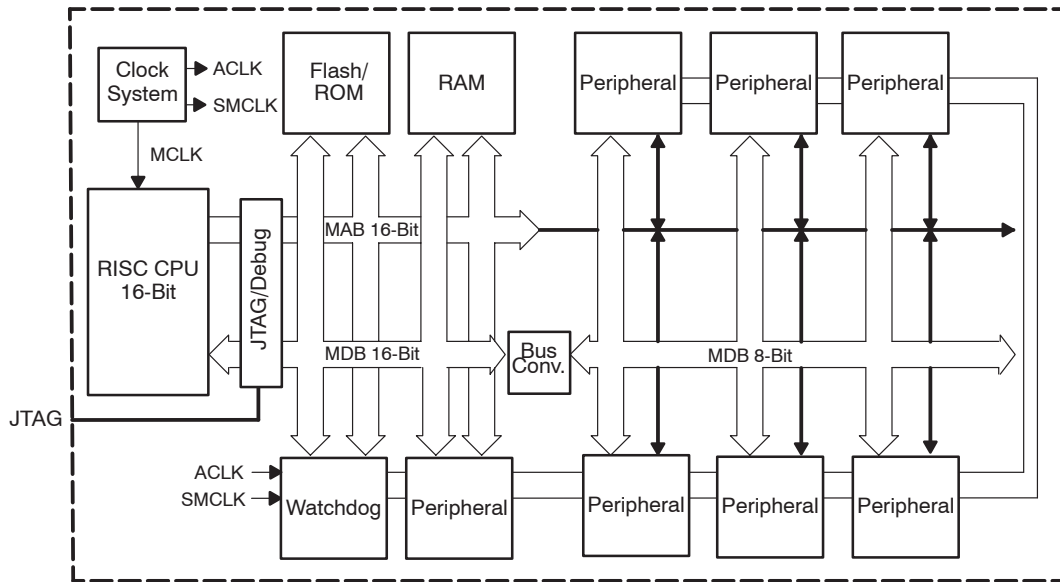 Clock
System
ACLK
SMCLK
MCLK
Flash/
ROM
RAM
Peripheral
Peripheral
Peripheral
RISC CPU
16-Bit
JTAG/Debug
MAB 16-Bit
MDB 16-Bit
Bus
Conv.
MDB 8-Bit
JTAG
ACLK
SMCLK
Watchdog
Peripheral
Peripheral
Peripheral
Peripheral